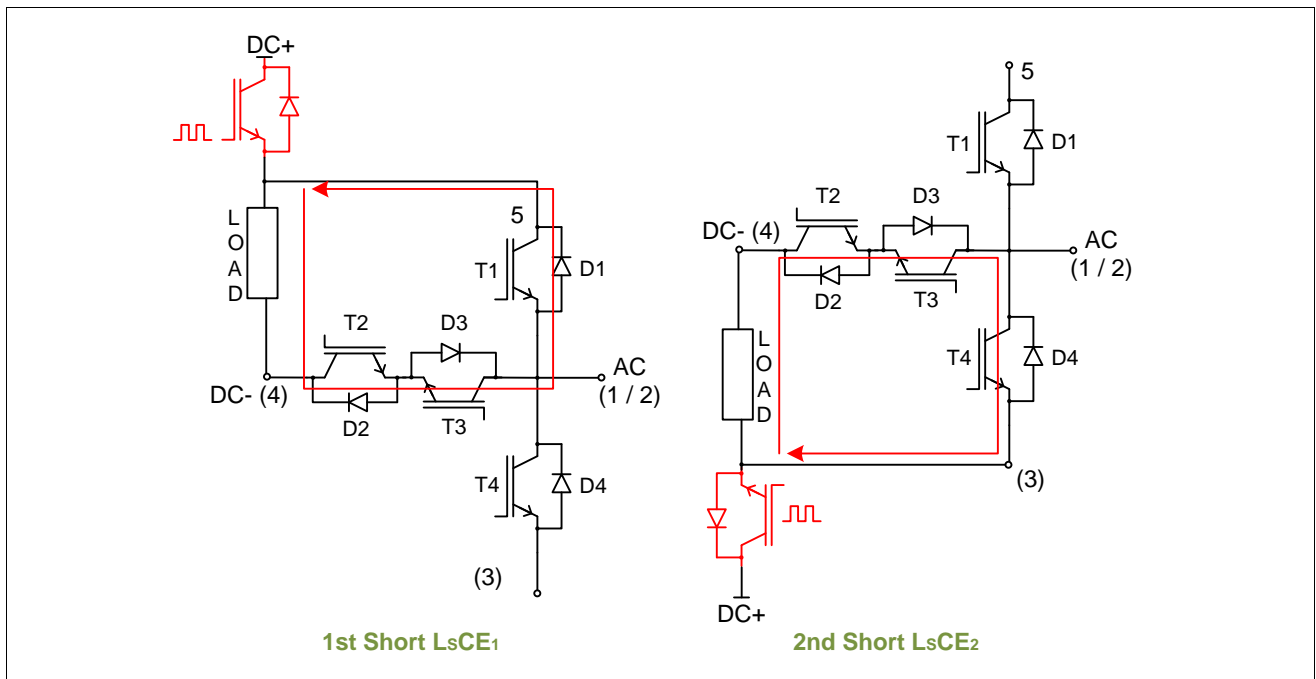 DC+
5
T1
D1
L
O
A
D
5
T1
D1
T2
D3
DC- (4)
D2
T3
AC
(1 / 2)
T4
D4
(3)
T2
D3
DC- (4)
D2
T3
AC
(1 / 2)
L
O
A
D
T4
D4
(3)
DC+
1st Short LsCE1
2nd Short LsCE2